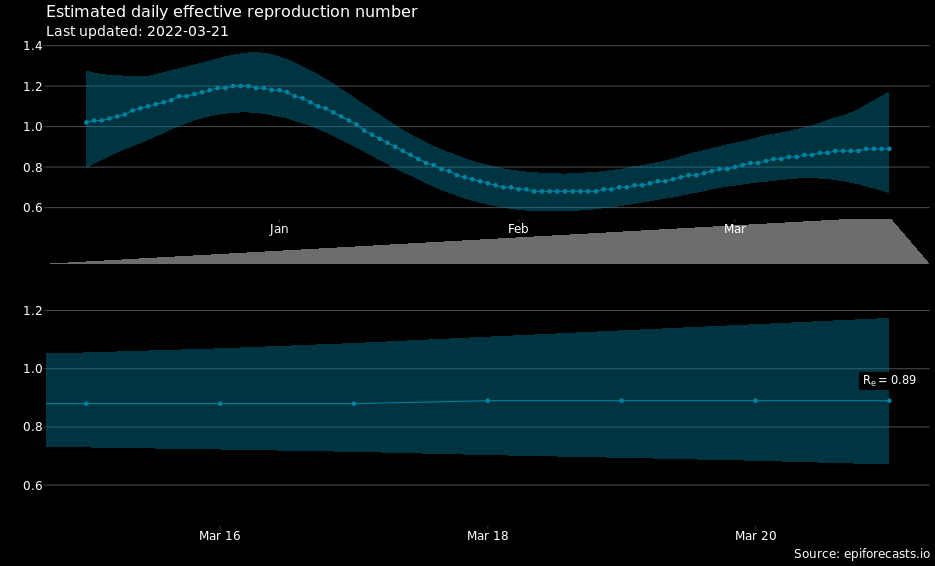 Estimated daily effective reproduction number
Last updated: 2022-03-21
1.4
1.2
1.0
0.8
0.6
Jan Feb Mar
1.2
1.0
Re = 0.89
0.8
0.6
Mar 16 Mar 18 Mar 20
Source: epiforecasts.io